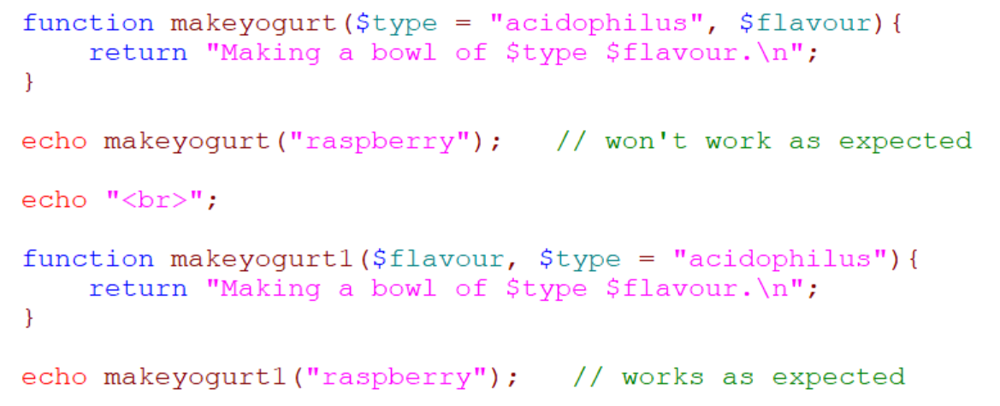 function makeyogurt($type = "acidophilus", $flavour){
    return "Making a bowl of $type $flavour.\n";
}
echo makeyogurt("raspberry");   // won't work as expected
echo "<br>";
function makeyogurt1($flavour, $type = "acidophilus"){
    return "Making a bowl of $type $flavour.\n";
}
echo makeyogurt1("raspberry");   // works as expected